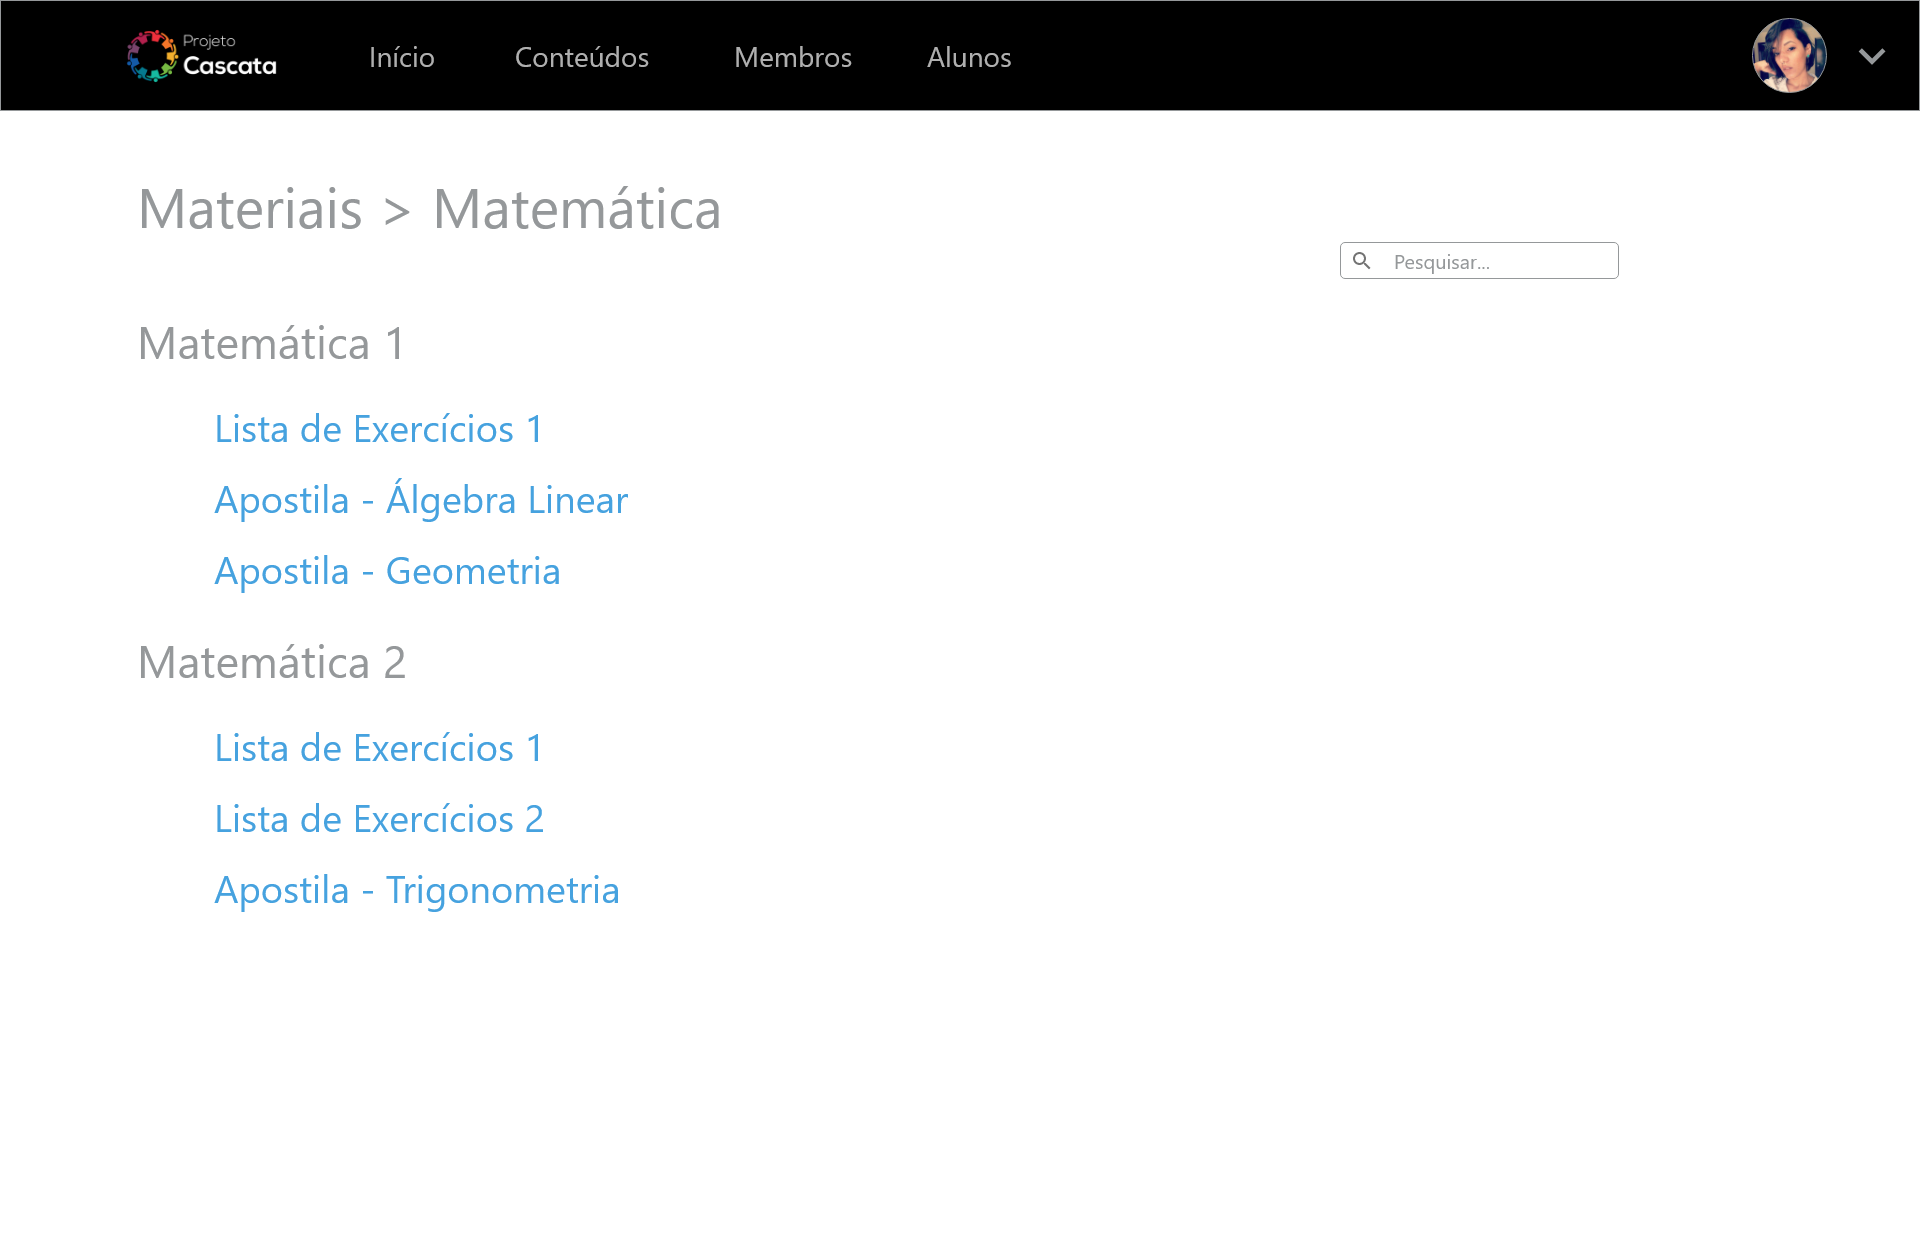 Projeto
Cascata
Início Conteúdos Membros Alunos
Materiais > Matemática
Pesquisar...
Matemática 1
Lista de Exercícios 1
Apostila - Álgebra Linear
Apostila - Geometria
Matemática 2
Lista de Exercícios 1
Lista de Exercícios 2
Apostila - Trigonometria